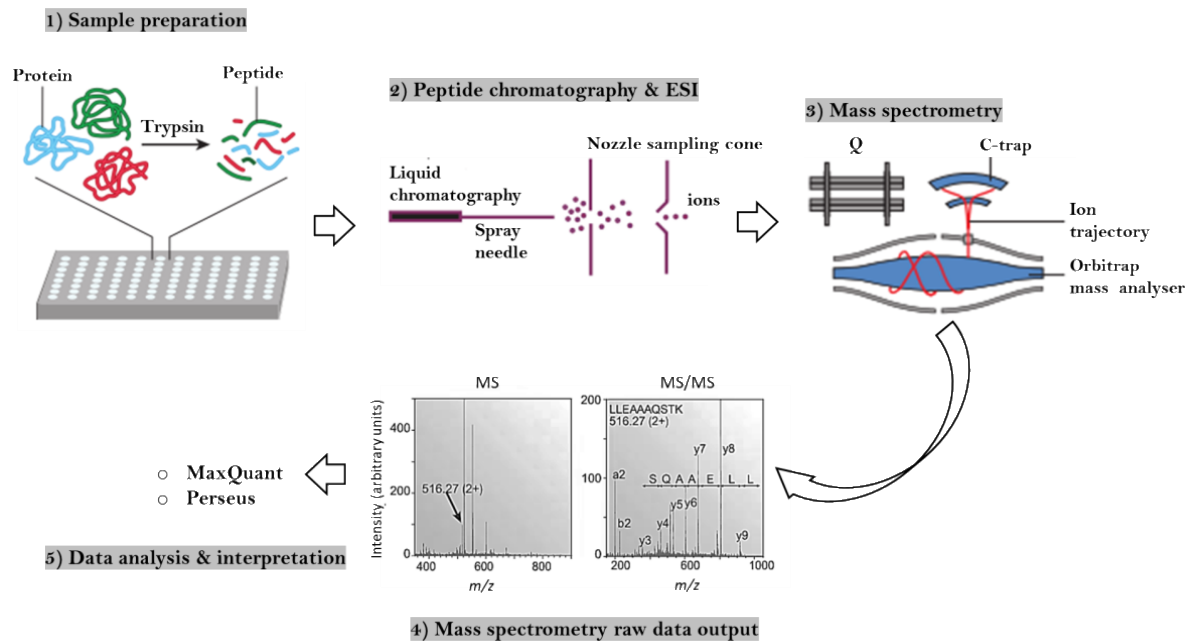 1) Sample preparation
Protein
Peptide
Trypsin
2) Peptide chromatography & ESI
Nozzle sampling cone
Liquid
chromatography
Spray
needle
ions
3) Mass spectrometry
Q
C-trap
Ion
trajectory
Orbitrap
mass analyser
MS
Intensity (arbitrary units)
400
200
0
516.27 (2+)
400
600
800
m/z
MS/MS
200
100
0
LLEAAAQSTK
516.27 (2+)
a2
b2
y3
y4
y5
y6
y7
y8
y9
S Q A A E L L
200
400
600
800
1000
m/z
4) Mass spectrometry raw data output
MaxQuant
Perseus
5) Data analysis & interpretation